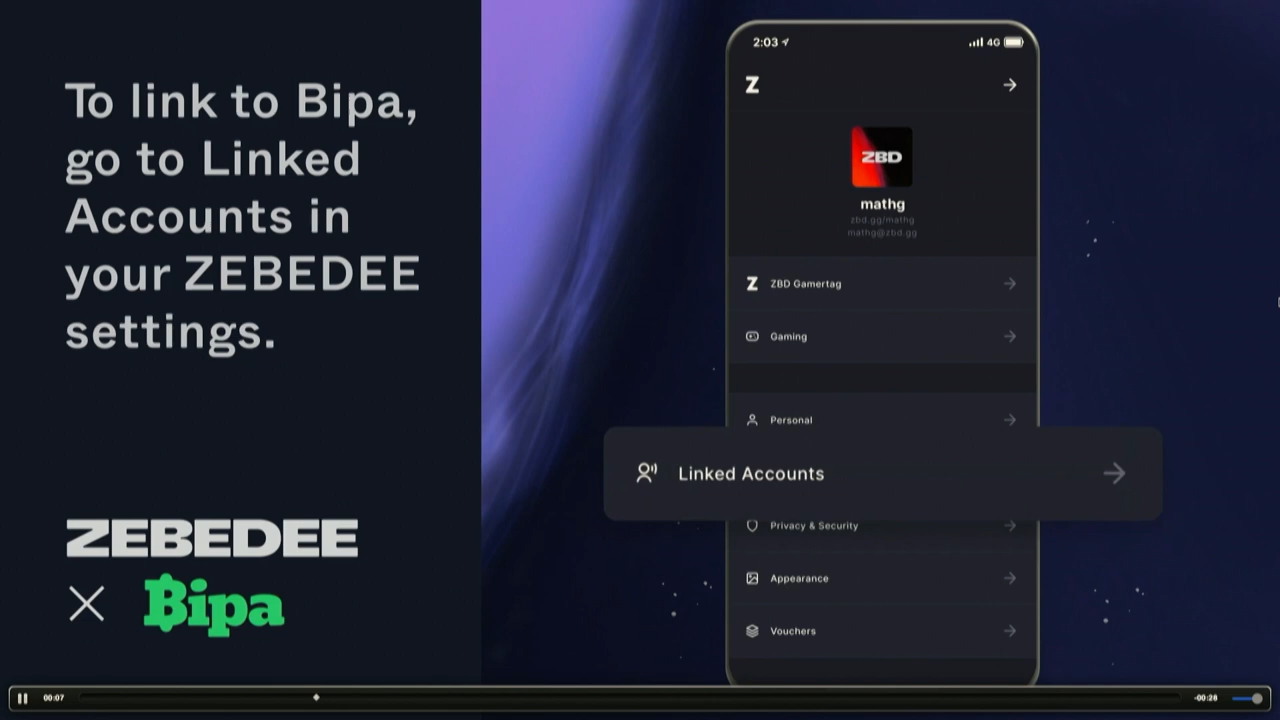 To link to Bipa,
go to Linked
Accounts in
your ZEBEDEE
settings.
ZEBEDEE
Bipa
2:03
4G
Z
ZBD
mathg
zbd.gg/mathg
mathg@zbd.gg
Z ZBD Gamertag
Gaming
Personal
Linked Accounts
Privacy & Security
Appearance
Vouchers
00:07
-00:28